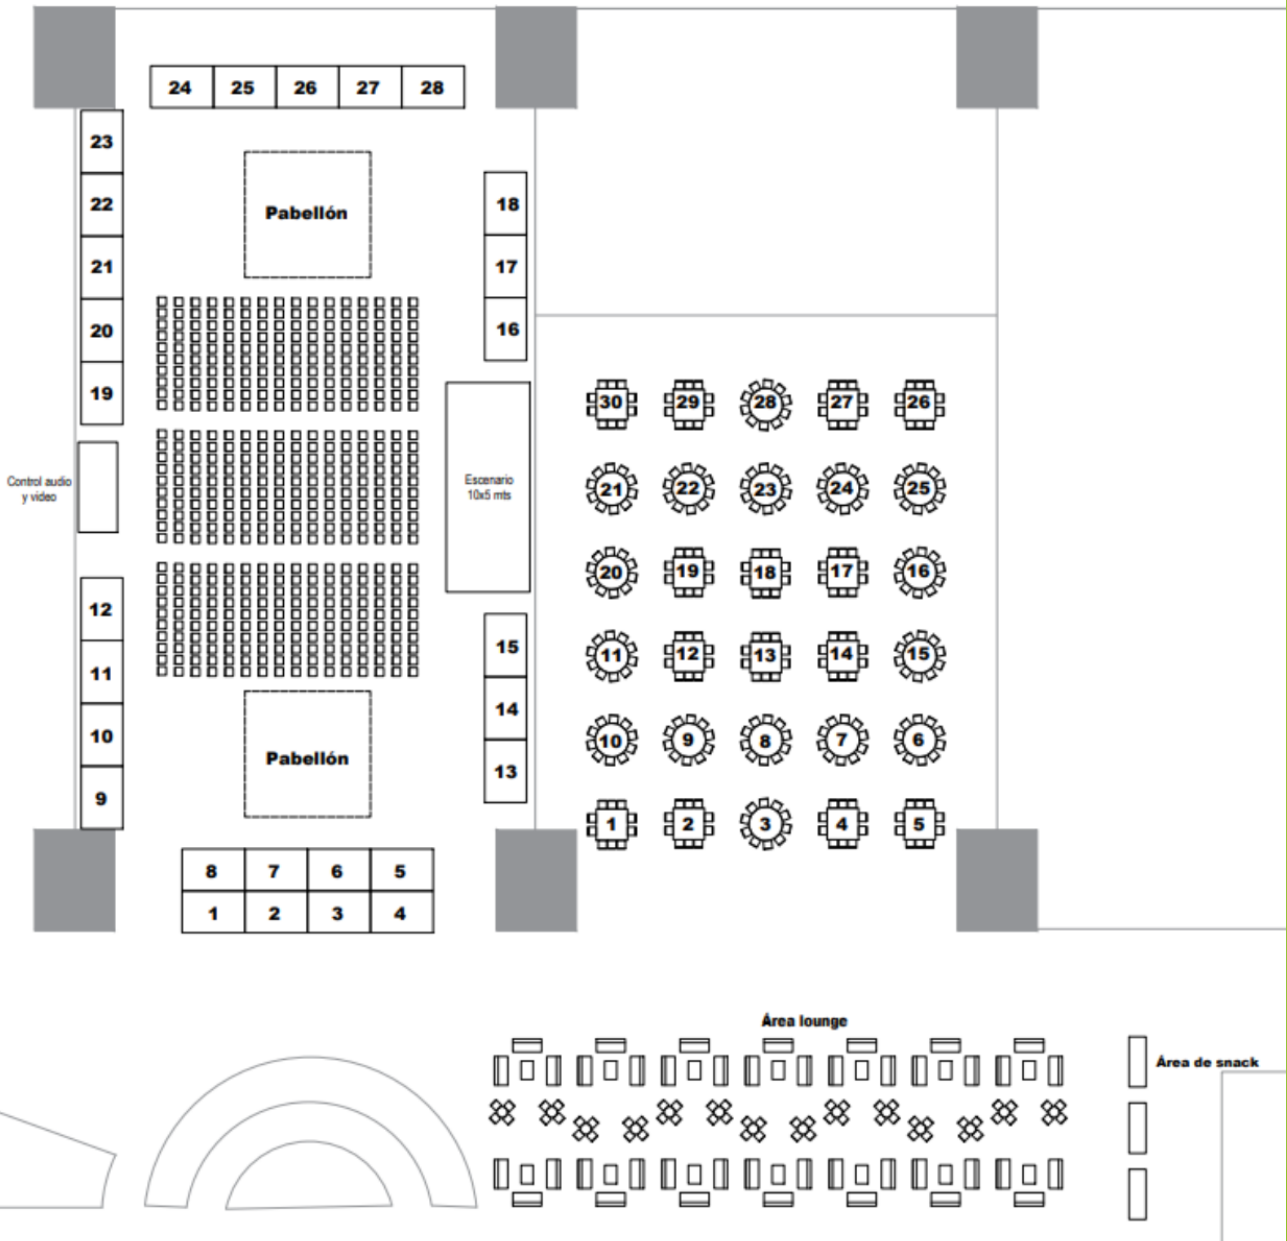 24 25 26 27 28
23
22
21
20
19
Pabellón
18
17
16
Control audio
y video
Escenario
10x5 mts
12
11
10
9
15
14
13
Pabellón
8 7 6 5
1 2 3 4
30 29 28 27 26
21 22 23 24 25
20 19 18 17 16
11 12 13 14 15
10 9 8 7 6
1 2 3 4 5
Área lounge
Área de snack